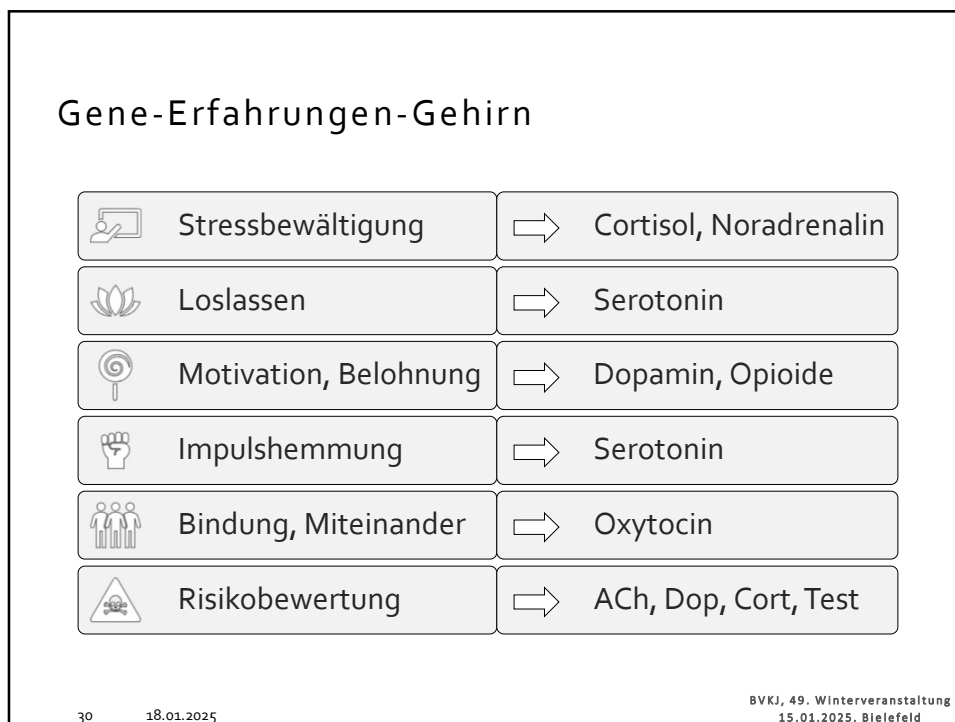 Gene-Erfahrungen-Gehirn
Stressbewältigung Cortisol, Noradrenalin
Loslassen Serotonin
Motivation, Belohnung Dopamin, Opioide
Impulshemmung Serotonin
Bindung, Miteinander Oxytocin
Risikobewertung ACh, Dop, Cort, Test
BVKJ, 49. Winterveranstaltung
30 18.01.2025 15.01.2025. Bielefeld